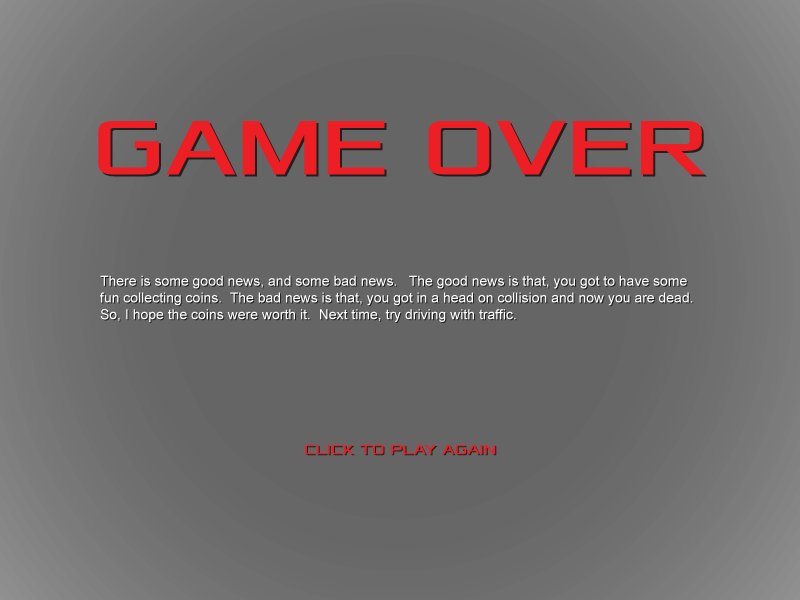 GAME OVER
There is some good news, and some bad news.   The good news is that, you got to have some
fun collecting coins.  The bad news is that, you got in a head on collision and now you are dead.
So, I hope the coins were worth it.  Next time, try driving with traffic.
CLICK TO PLAY AGAIN